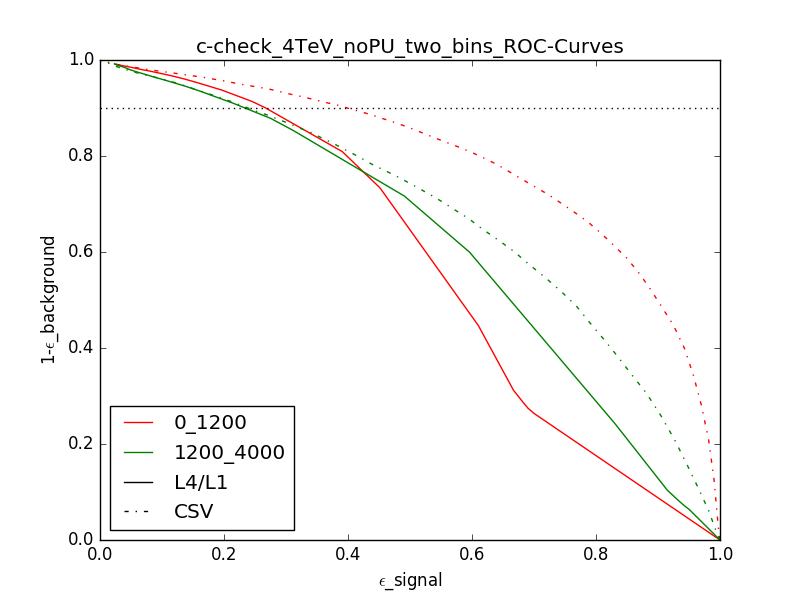 c-check_4TeV_noPU_two_bins_ROC-Curves
1.0
0.8
0.6
0.4
0.2
0.0
1-ϵ_background
0_1200
1200_4000
L4/L1
CSV
0.0 0.2 0.4 0.6 0.8 1.0
ϵ_signal